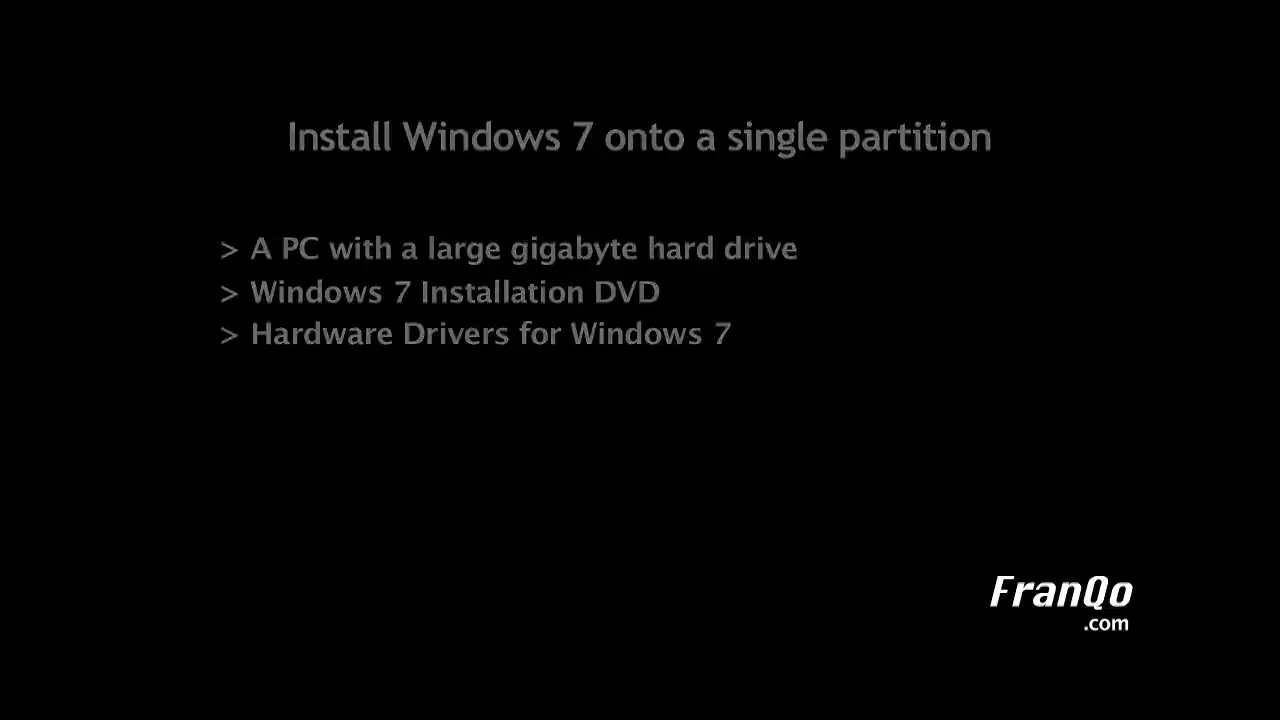 Install Windows 7 onto a single partition
> A PC with a large gigabyte hard drive
> Windows 7 Installation DVD
> Hardware Drivers for Windows 7
FranQo
.com